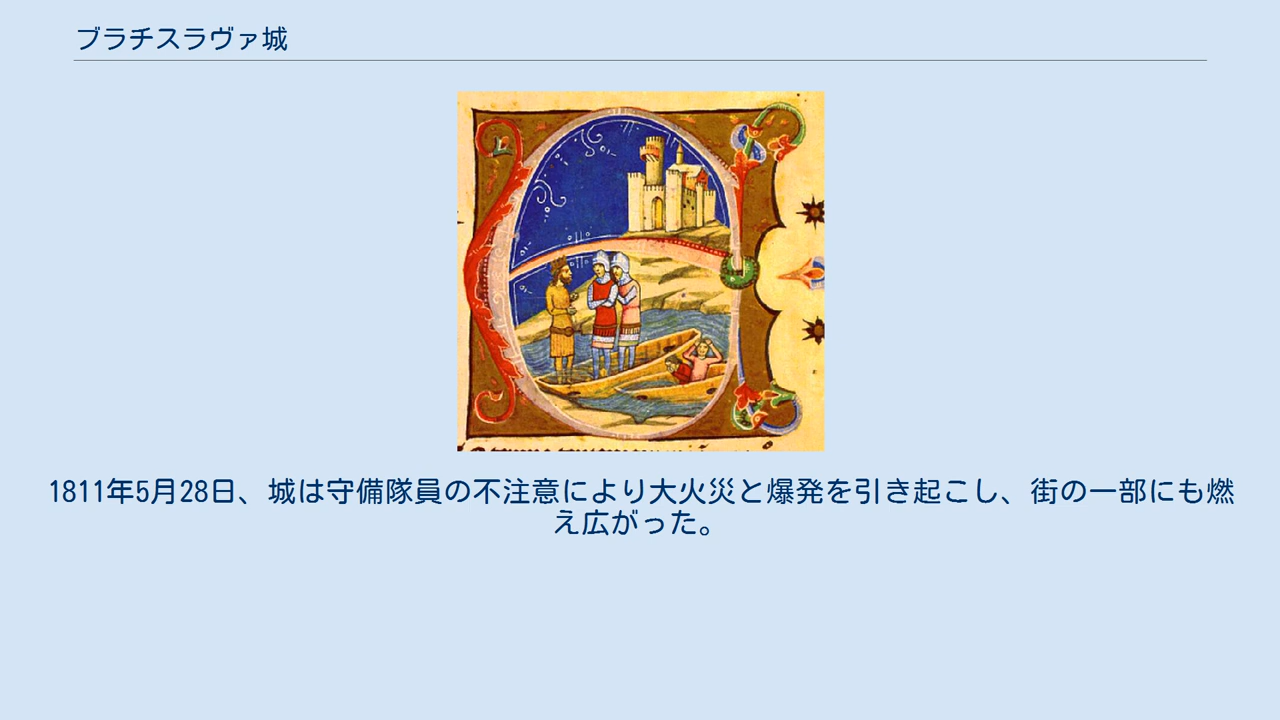 ブラチスラヴァ城
1811年5月28日、城は守備隊員の不注意により大火災と爆発を引き起こし、街の一部にも燃
え広がった。